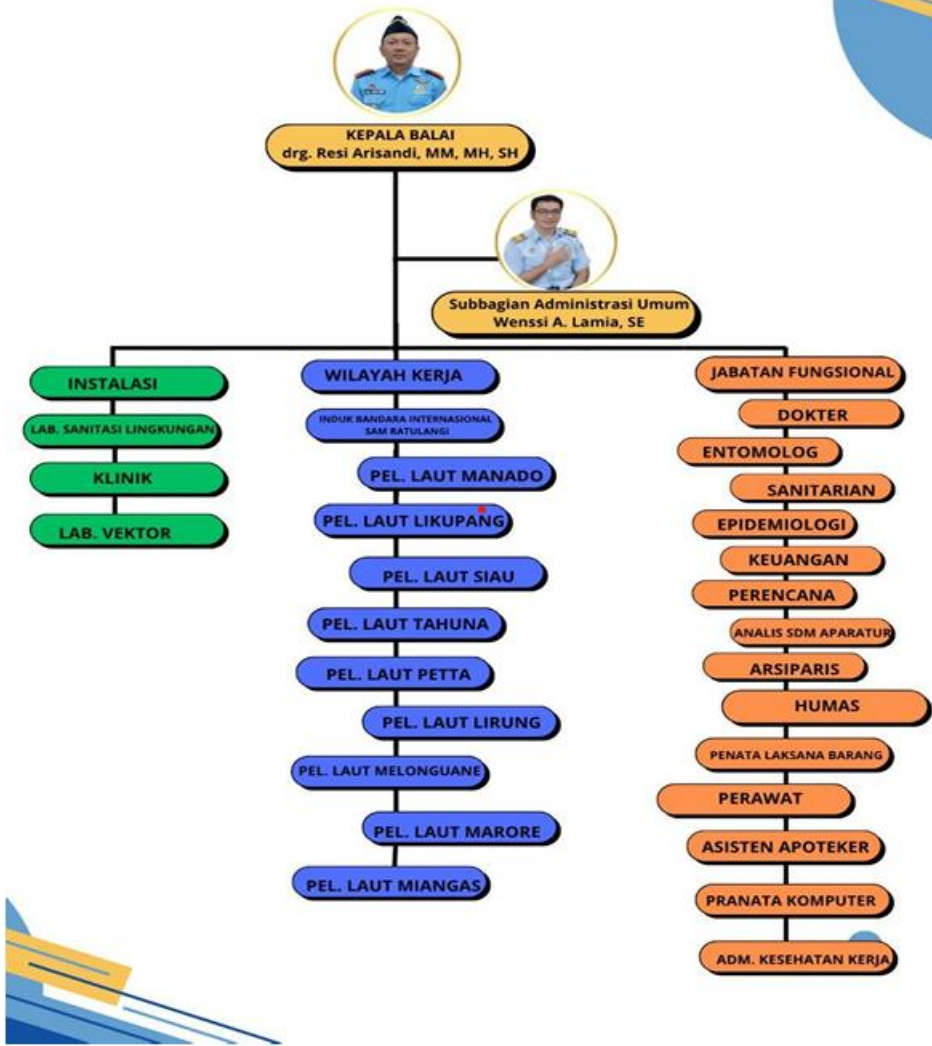 KEPALA BALAI
drg. Resi Arisandi, MM, MH, SH
Subbagian Administrasi Umum
Wenssi A. Lamia, SE
INSTALASI
LAB. SANITASI LINGKUNGAN
KLINIK
LAB. VEKTOR
WILAYAH KERJA
INDUK BANDARA INTERNASIONAL
SAM RATULANGI
PEL. LAUT MANADO
PEL. LAUT LIKUPANG
PEL. LAUT SIAU
PEL. LAUT TAHUNA
PEL. LAUT PETTA
PEL. LAUT LIRUNG
PEL. LAUT MELONGUANE
PEL. LAUT MARORE
PEL. LAUT MIANGAS
JABATAN FUNGSIONAL
DOKTER
ENTOMOLOG
SANITARIAN
EPIDEMIOLOGI
KEUANGAN
PERENCANA
ANALIS SDM APARATUR
ARSIPARIS
HUMAS
PENATA LAKSANA BARANG
PERAWAT
ASISTEN APOTEKER
PRANATA KOMPUTER
ADM. KESEHATAN KERJA